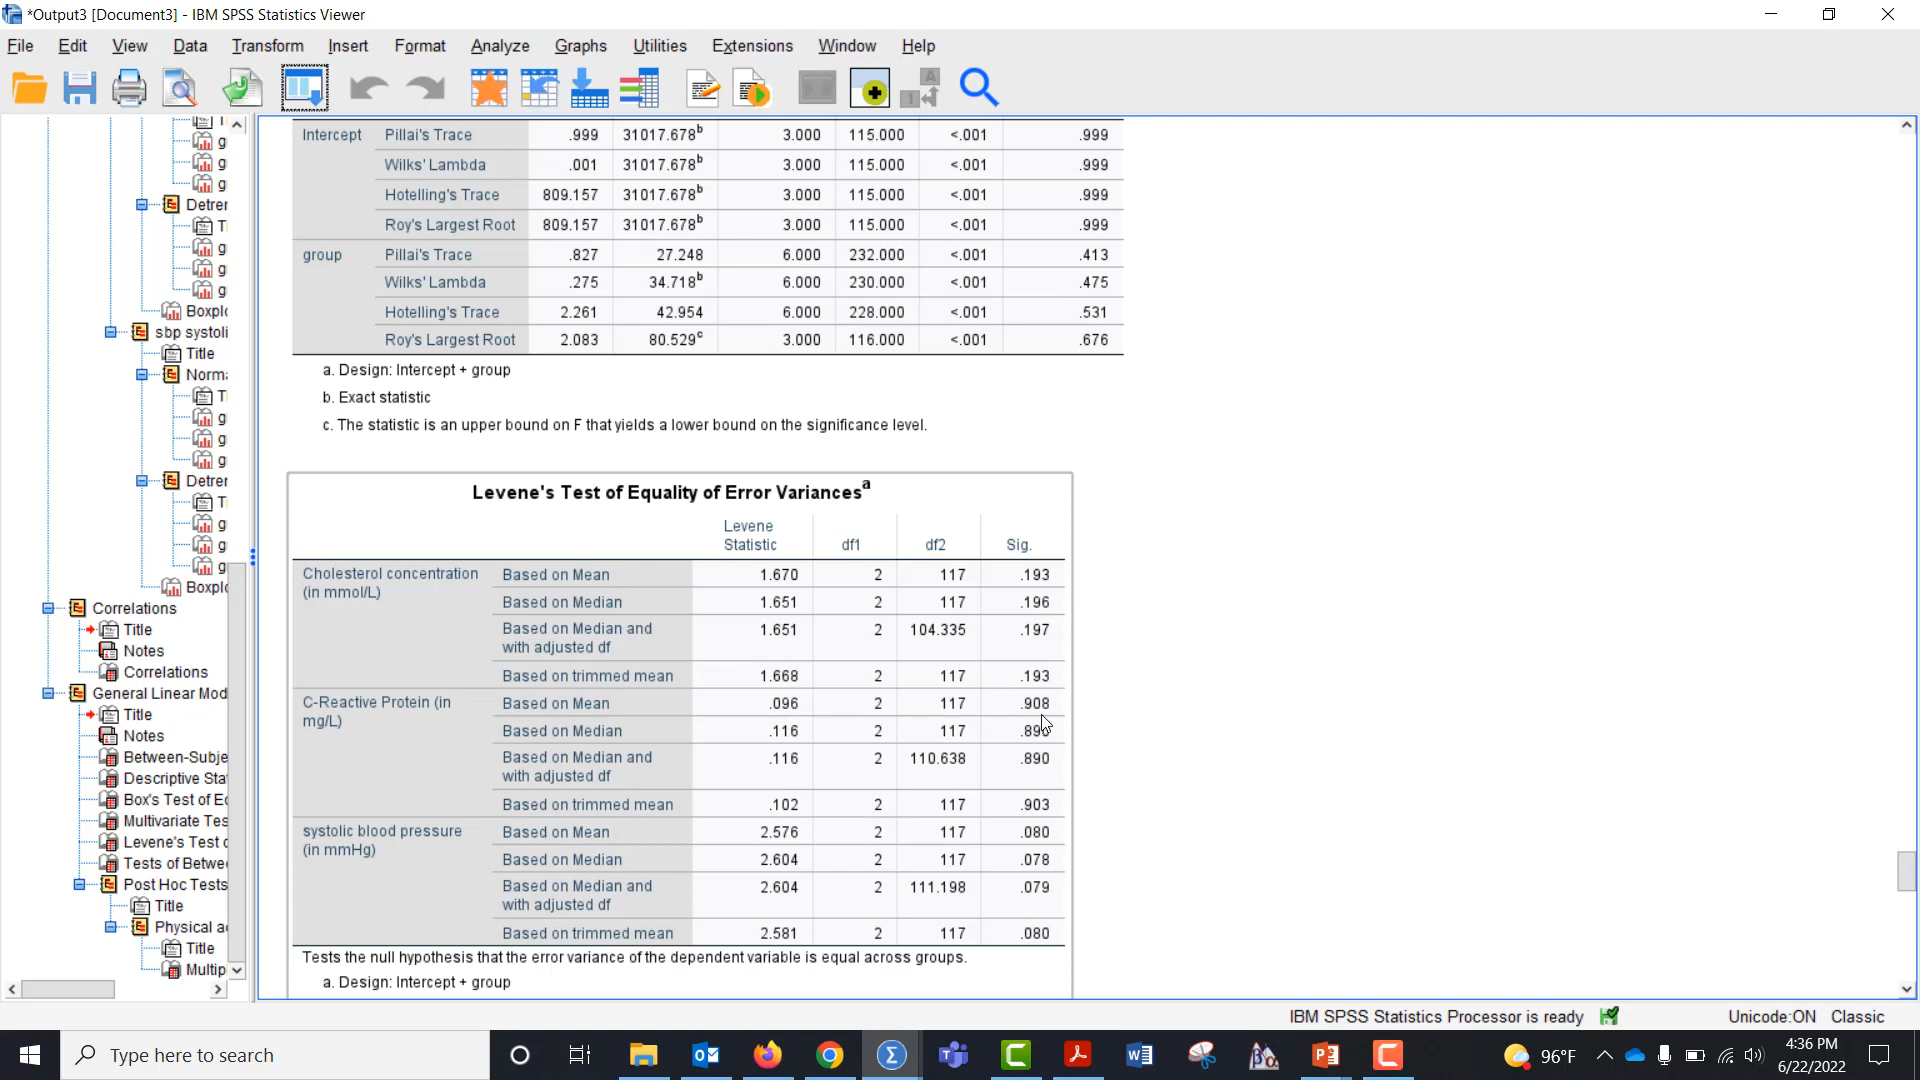 *Output3 [Document3] - IBM SPSS Statistics Viewer
File Edit View Data Transform Insert Format Analyze Graphs Utilities Extensions Window Help
g
g
g
Detrer
g
g
g
Boxplo
sbp systoli
Title
Norma
g
g
g
Detrer
g
g
g
Boxplo
Correlations
Title
Notes
Correlations
General Linear Mod
Title
Notes
Between-Subje
Descriptive Sta
Box's Test of Ec
Multivariate Tes
Levene's Test o
Tests of Betwe
Post Hoc Tests
Title
Physical a
Title
Multip
Intercept Pillai's Trace .999 31017.678b 3.000 115.000 <.001 .999
Wilks' Lambda .001 31017.678b 3.000 115.000 <.001 .999
Hotelling's Trace 809.157 31017.678b 3.000 115.000 <.001 .999
Roy's Largest Root 809.157 31017.678b 3.000 115.000 <.001 .999
group Pillai's Trace .827 27.248 6.000 232.000 <.001 .413
Wilks' Lambda .275 34.718b 6.000 230.000 <.001 .475
Hotelling's Trace 2.261 42.954 6.000 228.000 <.001 .531
Roy's Largest Root 2.083 80.529c 3.000 116.000 <.001 .676
a. Design: Intercept + group
b. Exact statistic
c. The statistic is an upper bound on F that yields a lower bound on the significance level.
Levene's Test of Equality of Error Variancesa
Levene
Statistic df1 df2 Sig.
Cholesterol concentration Based on Mean 1.670 2 117 .193
(in mmol/L)
Based on Median 1.651 2 117 .196
Based on Median and 1.651 2 104.335 .197
with adjusted df
Based on trimmed mean 1.668 2 117 .193
C-Reactive Protein (in Based on Mean .096 2 117 .908
mg/L)
Based on Median .116 2 117
Based on Median and .116 2 110.638 .890
with adjusted df
Based on trimmed mean .102 2 117 .903
systolic blood pressure Based on Mean 2.576 2 117 .080
(in mmHg)
Based on Median 2.604 2 117 .078
Based on Median and 2.604 2 111.198 .079
with adjusted df
Based on trimmed mean 2.581 2 117 .080
Tests the null hypothesis that the error variance of the dependent variable is equal across groups.
a. Design: Intercept + group
IBM SPSS Statistics Processor is ready Unicode:ON Classic
Type here to search
96°F
4:36 PM
6/22/2022